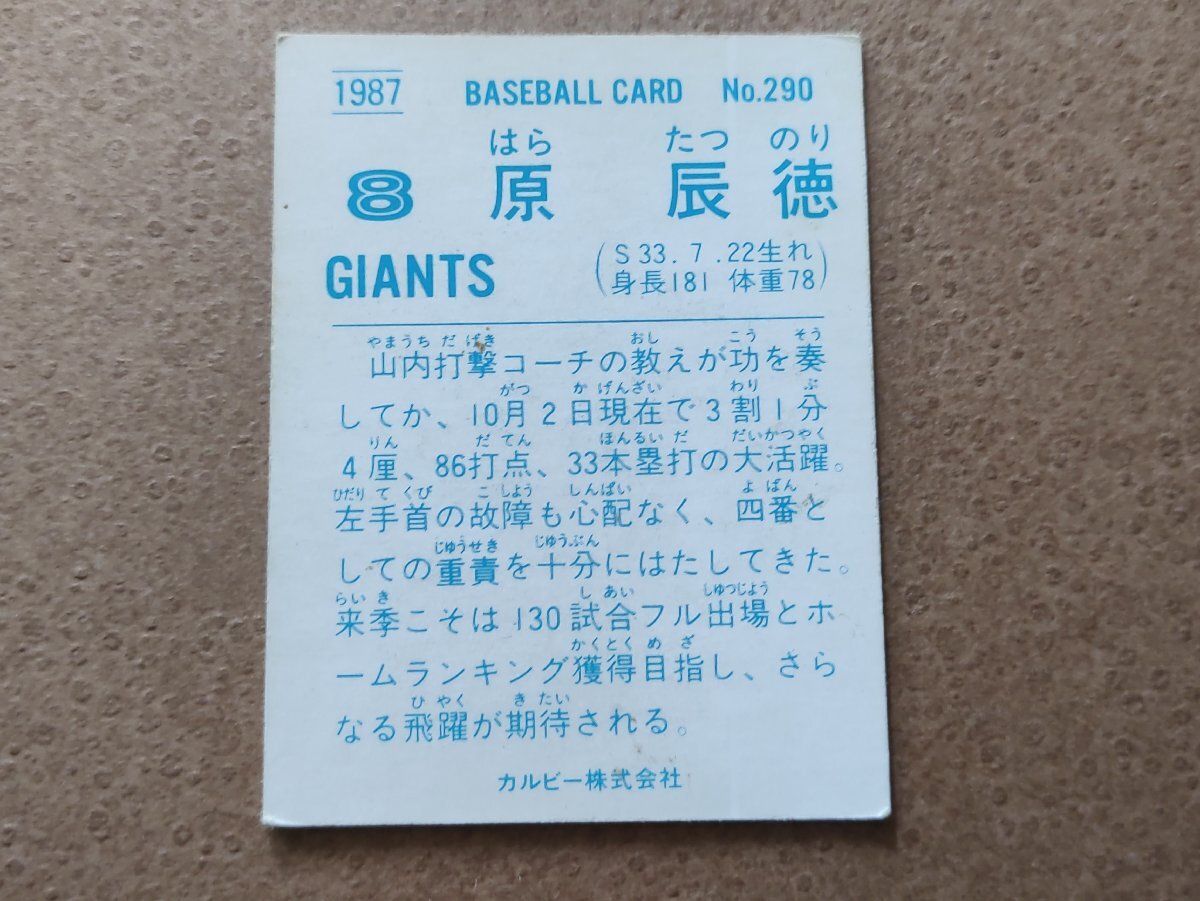 1987 BASEBALL CARD No.290
はら たつ のり
8 原 辰徳
GIANTS
(S33.7.22生れ
身長181 体重78)
やまうち だ げき おし こう そう
山内打撃コーチの教えが功を奏
がつ か げんざい わり ぶ
してか、10月2日現在で3割1分
りん だ てん ほんるい だ だいかつやく
4厘、86打点、33本塁打の大活躍。
ひだり て くび こ しよう しんぱい よ ばん
左手首の故障も心配なく、四番と
じゅうせき じゅうぶん
しての重責を十分にはたしてきた。
らい き し あい しゆつじよう
来季こそは130試合フル出場とホ
かくとく め ざ
ームランキング獲得目指し、さら
ひ やく き たい
なる飛躍が期待される。
カルビー株式会社